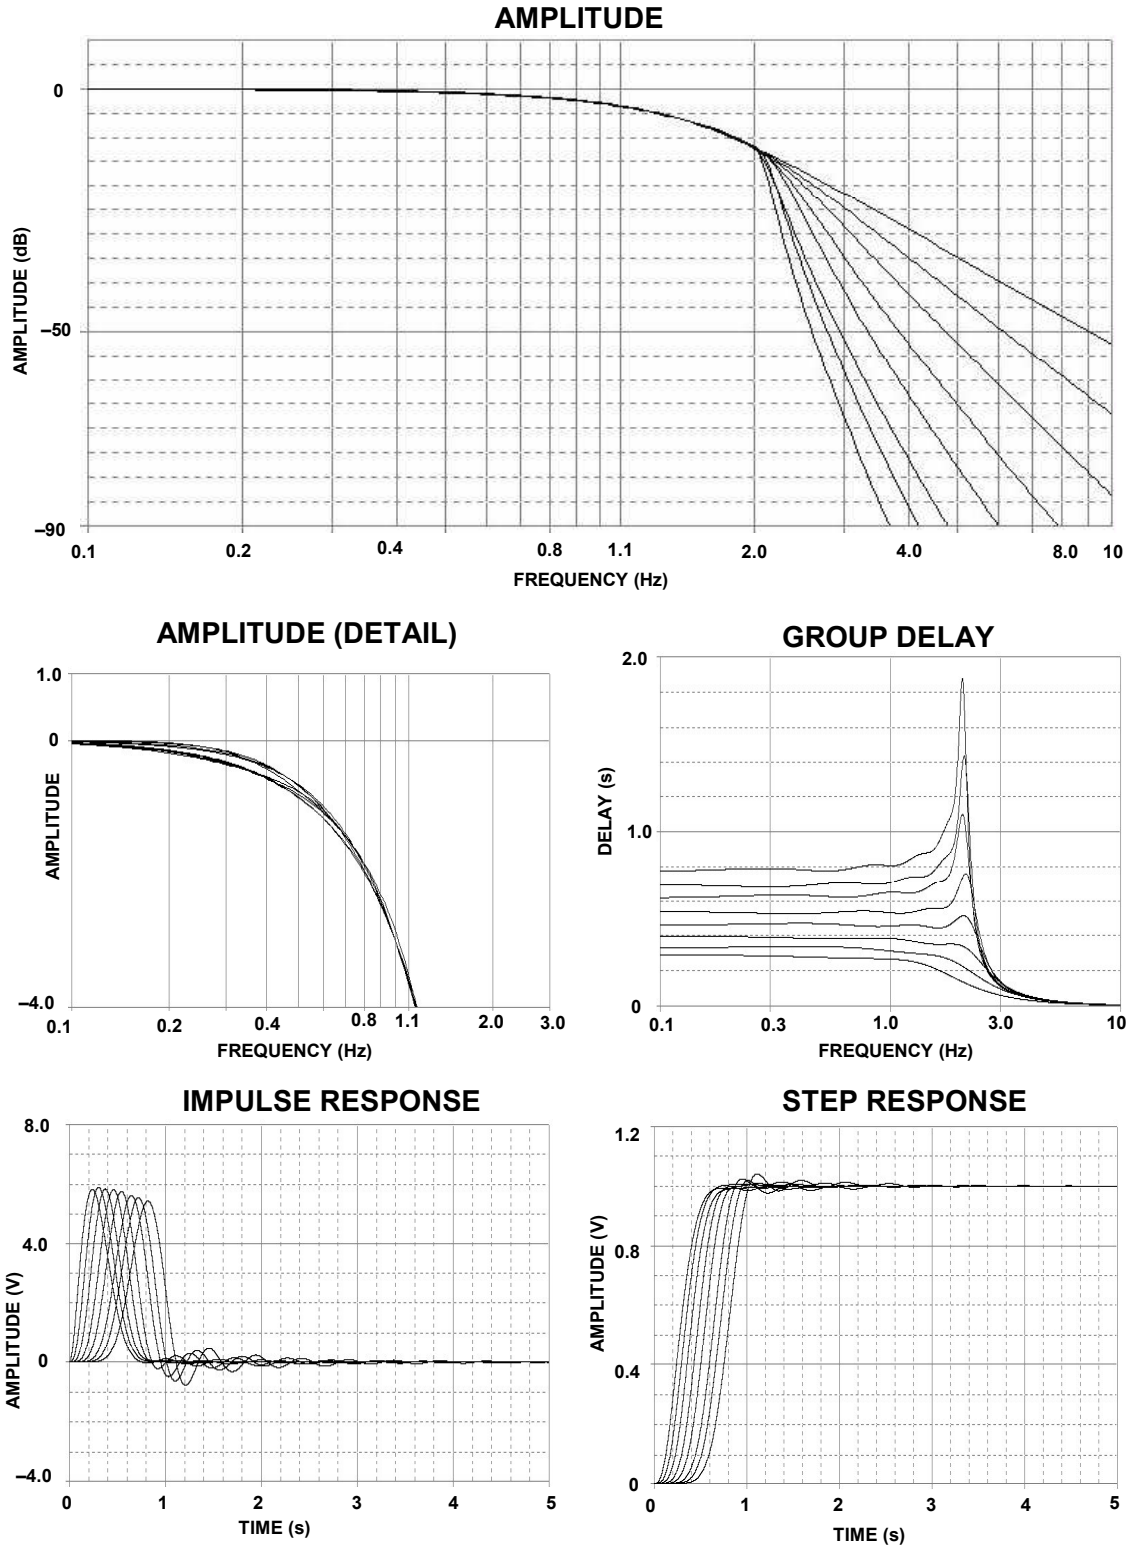 AMPLITUDE
0
–50
–90
AMPLITUDE (dB)
0.1 0.2 0.4 0.8 1.1 2.0 4.0 8.0 10
FREQUENCY (Hz)
AMPLITUDE (DETAIL)
1.0
0
–4.0
AMPLITUDE
0.1 0.2 0.4 0.8 1.1 2.0 3.0
FREQUENCY (Hz)
GROUP DELAY
2.0
1.0
0
DELAY (s)
0.1 0.3 1.0 3.0 10
FREQUENCY (Hz)
IMPULSE RESPONSE
8.0
4.0
0
–4.0
AMPLITUDE (V)
0 1 2 3 4 5
TIME (s)
STEP RESPONSE
1.2
0.8
0.4
0
AMPLITUDE (V)
0 1 2 3 4 5
TIME (s)